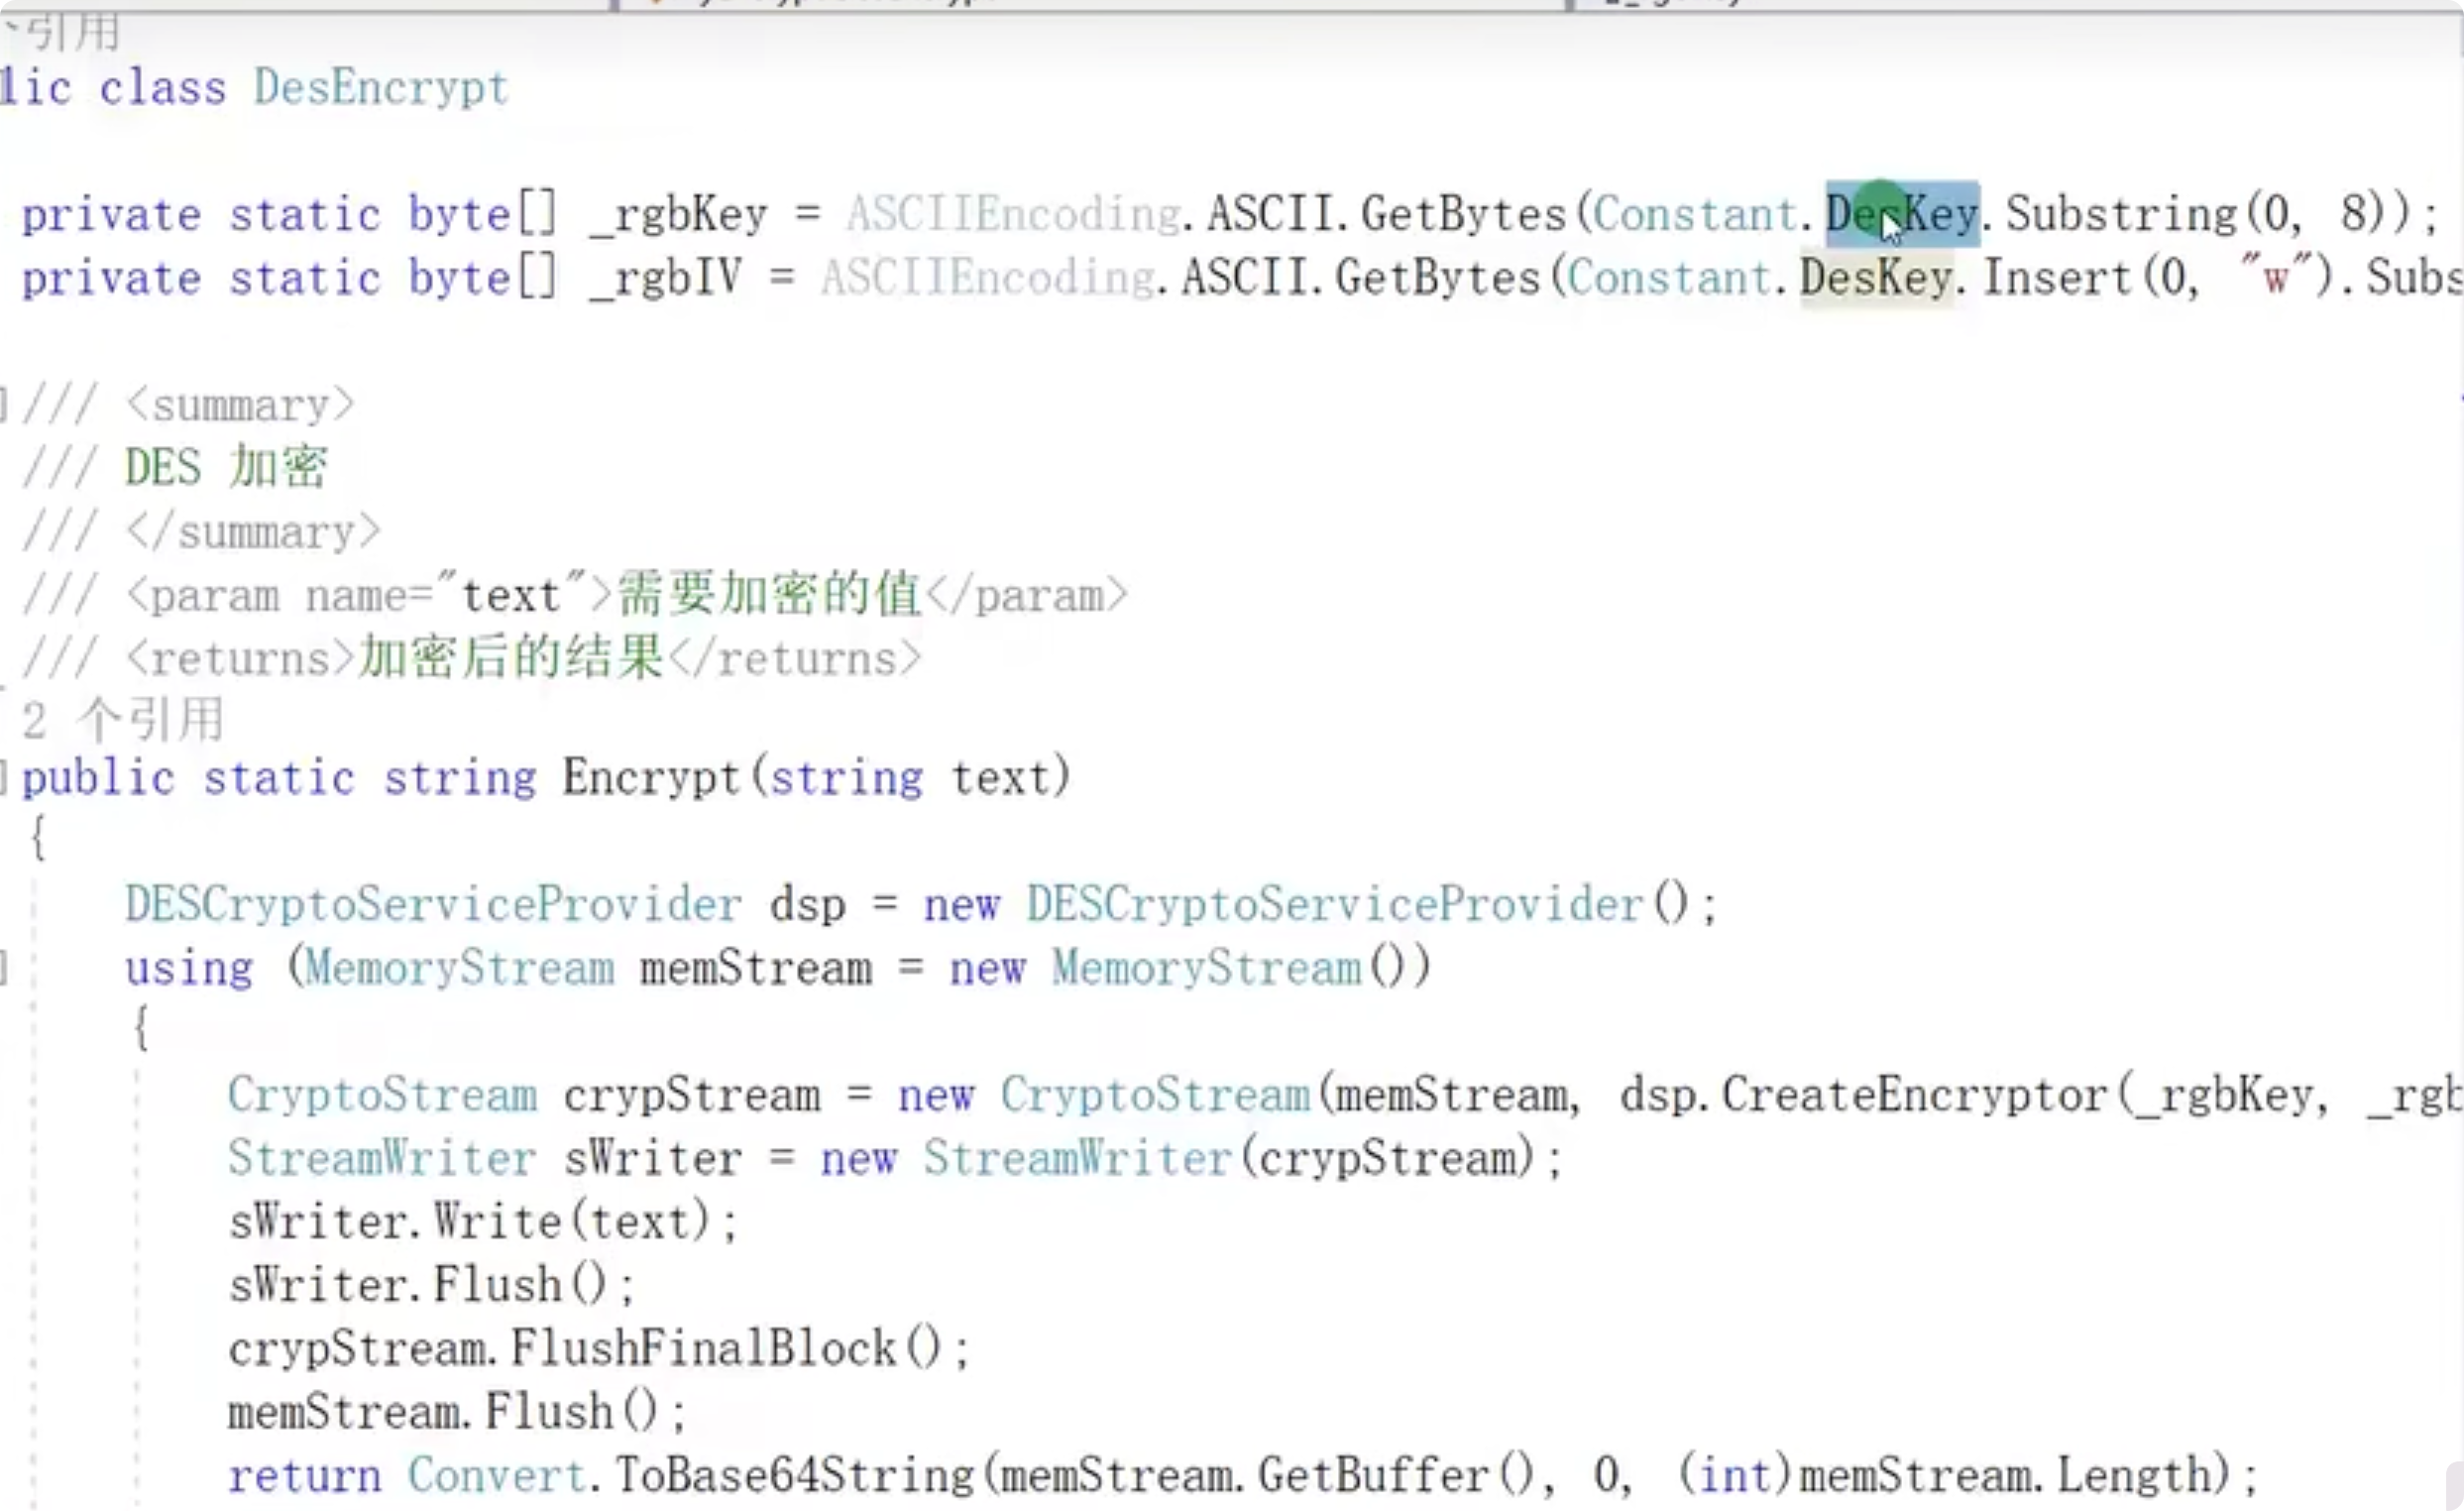 引用
lic class DesEncrypt
private static byte[] _rgbKey = ASCIIEncoding.ASCII.GetBytes(Constant.DesKey.Substring(0, 8));
private static byte[] _rgbIV = ASCIIEncoding.ASCII.GetBytes(Constant.DesKey.Insert(0, "w").Subs
/// <summary>
/// DES 加密
/// </summary>
/// <param name="text">需要加密的值</param>
/// <returns>加密后的结果</returns>
2 个引用
public static string Encrypt(string text)
{
DESCryptoServiceProvider dsp = new DESCryptoServiceProvider();
using (MemoryStream memStream = new MemoryStream())
{
CryptoStream crypStream = new CryptoStream(memStream, dsp.CreateEncryptor(_rgbKey, _rgb
StreamWriter sWriter = new StreamWriter(crypStream);
sWriter.Write(text);
sWriter.Flush();
crypStream.FlushFinalBlock();
memStream.Flush();
return Convert.ToBase64String(memStream.GetBuffer(), 0, (int)memStream.Length);